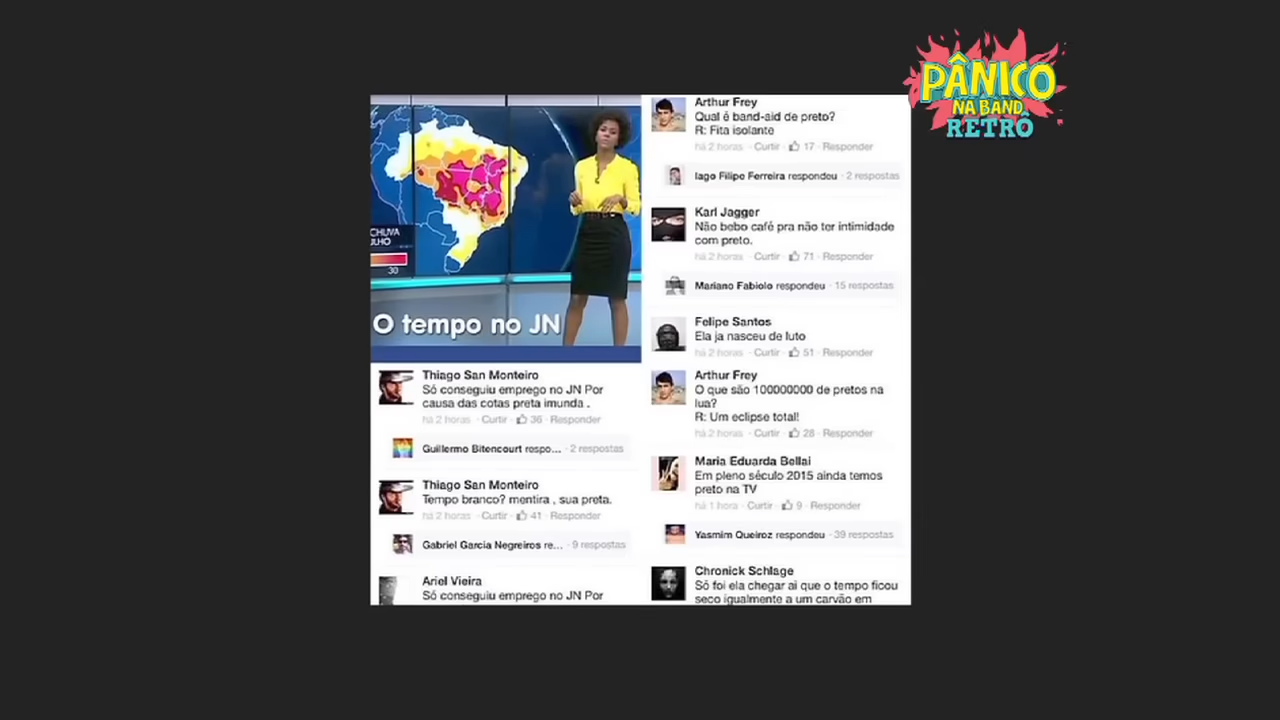 PÂNICO
NA BAND
RETRÔ
CHUVA
ULHO
30
O tempo no JN
Thiago San Monteiro
Só conseguiu emprego no JN Por
causa das cotas preta imunda .
há 2 horas · Curtir · 36 · Responder
Guillermo Bitencourt respo... · 2 respostas
Thiago San Monteiro
Tempo branco? mentira , sua preta.
há 2 horas · Curtir · 41 · Responder
Gabriel Garcia Negreiros re... · 9 respostas
Ariel Vieira
Só conseguiu emprego no JN Por
Arthur Frey
Qual é band-aid de preto?
R: Fita isolante
há 2 horas · Curtir · 17 · Responder
Iago Filipe Ferreira respondeu · 2 respostas
Karl Jagger
Não bebo café pra não ter intimidade
com preto.
há 2 horas · Curtir · 71 · Responder
Mariano Fabiolo respondeu · 15 respostas
Felipe Santos
Ela ja nasceu de luto
há 2 horas · Curtir · 51 · Responder
Arthur Frey
O que são 100000000 de pretos na
lua?
R: Um eclipse total!
há 2 horas · Curtir · 28 · Responder
Maria Eduarda Bellai
Em pleno século 2015 ainda temos
preto na TV
há 1 hora · Curtir · 9 · Responder
Yasmim Queiroz respondeu · 39 respostas
Chronick Schlage
Só foi ela chegar ai que o tempo ficou
seco igualmente a um carvão em